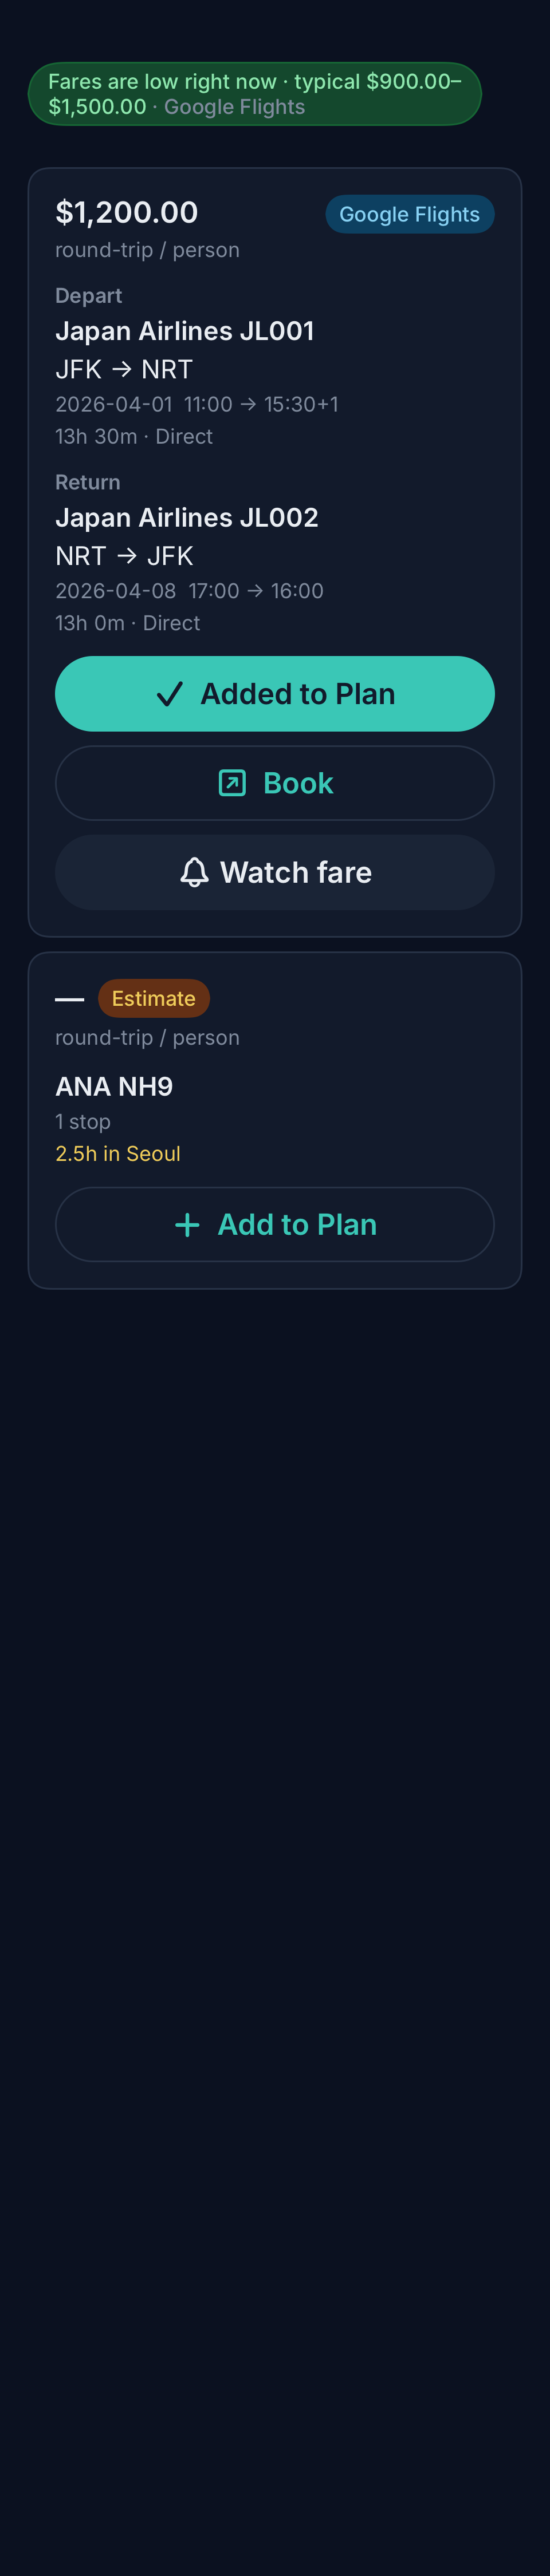 Fares are low right now · typical $900.00–
$1,500.00 · Google Flights
$1,200.00
Google Flights
round-trip / person
Depart
Japan Airlines JL001
JFK → NRT
2026-04-01 11:00 → 15:30+1
13h 30m · Direct
Return
Japan Airlines JL002
NRT → JFK
2026-04-08 17:00 → 16:00
13h 0m · Direct
Added to Plan
Book
Watch fare
— Estimate
round-trip / person
ANA NH9
1 stop
2.5h in Seoul
Add to Plan